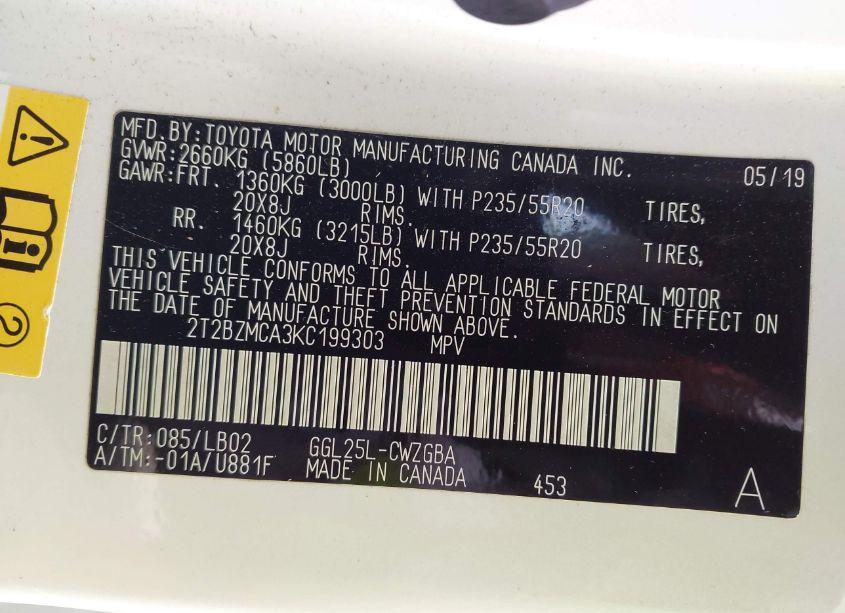 MFD.BY:TOYOTA MOTOR MANUFACTURING CANADA INC. 05/19
GVWR:2660KG (5860LB)
GAWR:FRT. 1360KG (3000LB) WITH P235/55R20 TIRES,
20X8J RIMS.
RR. 1460KG (3215LB) WITH P235/55R20 TIRES,
20X8J RIMS.
THIS VEHICLE CONFORMS TO ALL APPLICABLE FEDERAL MOTOR
VEHICLE SAFETY AND THEFT PREVENTION STANDARDS IN EFFECT ON
THE DATE OF MANUFACTURE SHOWN ABOVE.
2T2BZMCA3KC199303 MPV
C/TR:085/LB02 GGL25L-CWZGBA
A/TM:-01A/U881F MADE IN CANADA 453 A
2